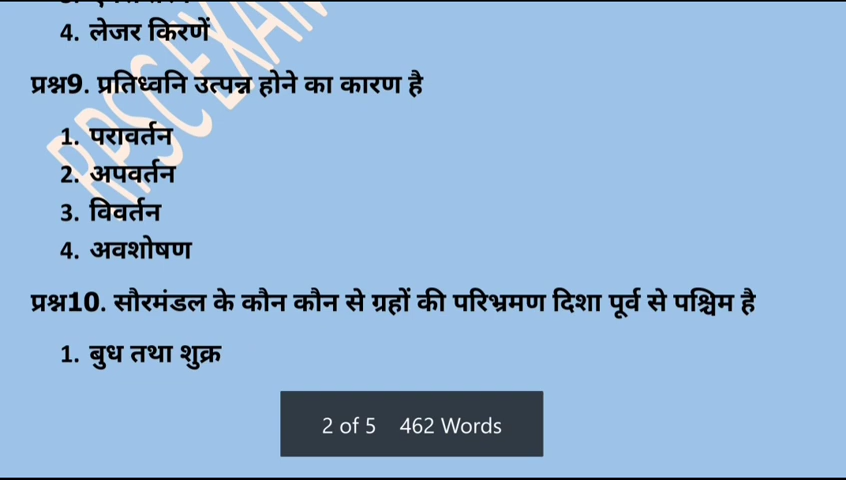 4. लेजर किरणें
प्रश्न9. प्रतिध्वनि उत्पन्न होने का कारण है
1. परावर्तन
2. अपवर्तन
3. विवर्तन
4. अवशोषण
प्रश्न10. सौरमंडल के कौन कौन से ग्रहों की परिभ्रमण दिशा पूर्व से पश्चिम है
1. बुध तथा शुक्र
2 of 5 462 Words
RPSC EXAM